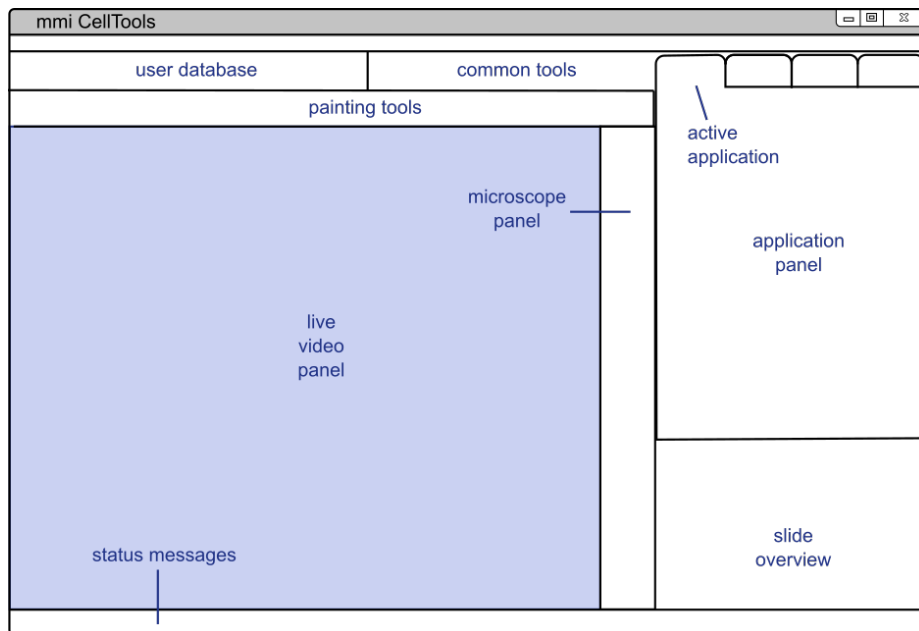 mmi CellTools
user database
common tools
painting tools
active
application
microscope
panel
application
panel
live
video
panel
status messages
slide
overview